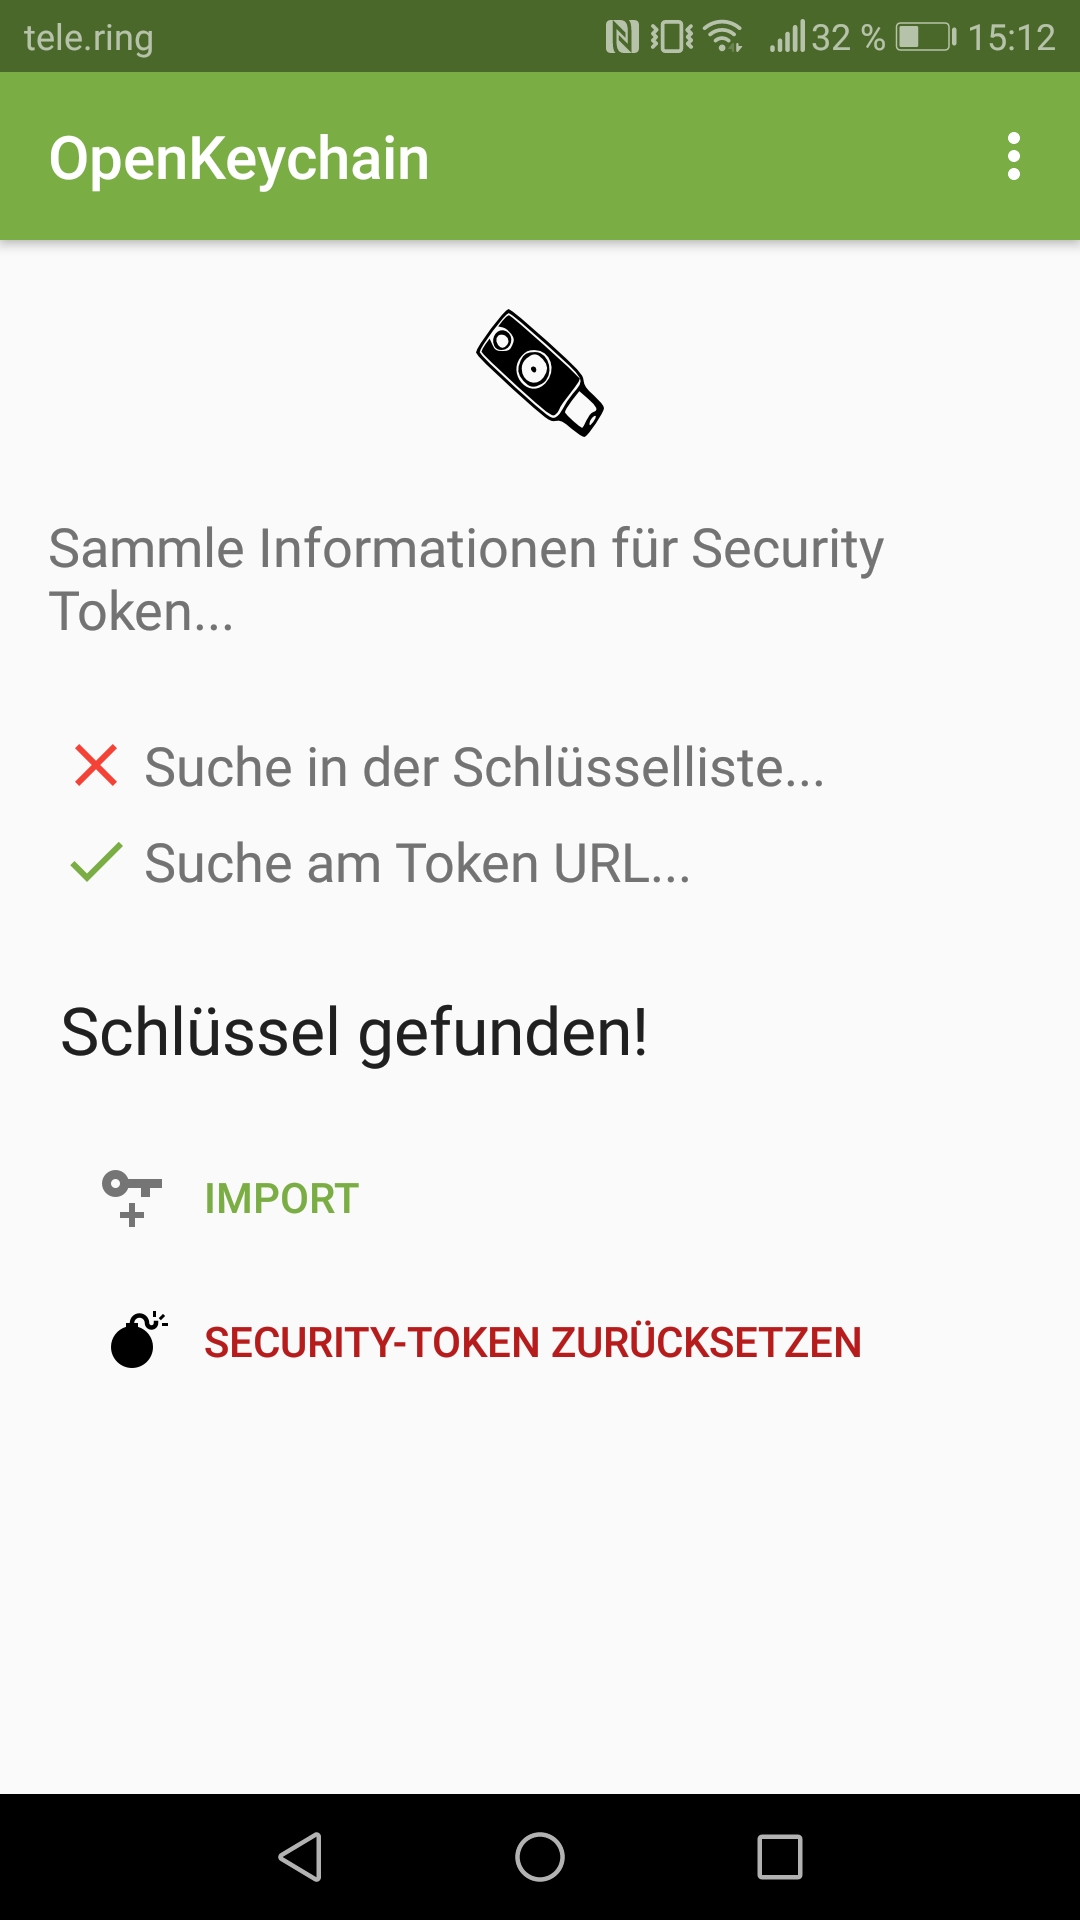 tele.ring 32 % 15:12
OpenKeychain
Sammle Informationen für Security
Token...
Suche in der Schlüsselliste...
Suche am Token URL...
Schlüssel gefunden!
IMPORT
SECURITY-TOKEN ZURÜCKSETZEN